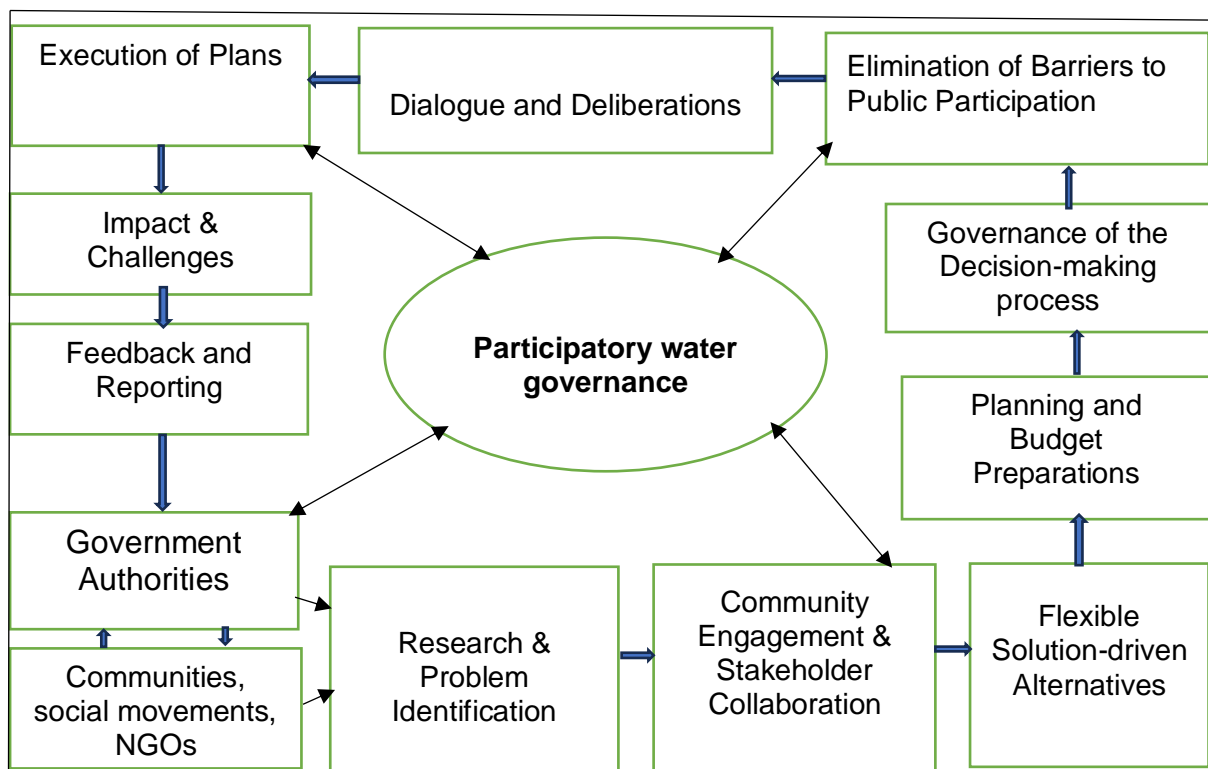 Execution of Plans
Dialogue and Deliberations
Elimination of Barriers to
Public Participation
Impact &
Challenges
Governance of the
Decision-making
process
Feedback and
Reporting
Participatory water
governance
Planning and
Budget
Preparations
Government
Authorities
Communities,
social movements,
NGOs
Research &
Problem
Identification
Community
Engagement &
Stakeholder
Collaboration
Flexible
Solution-driven
Alternatives